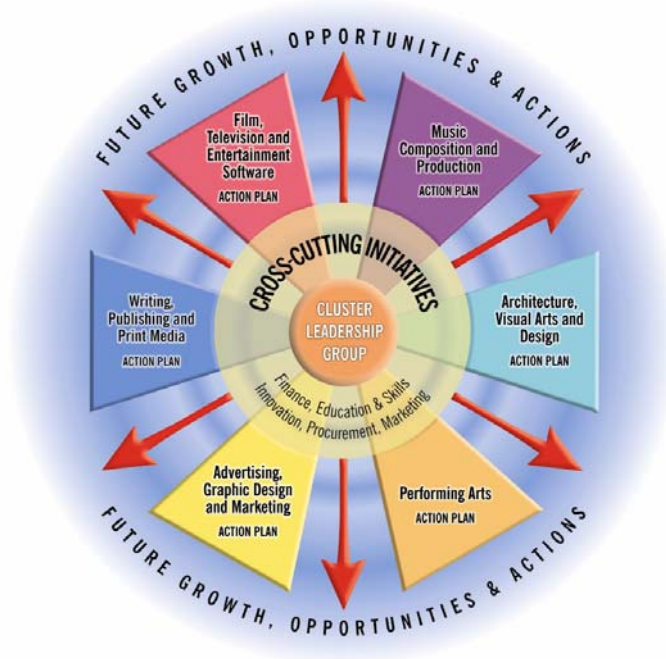 FUTURE GROWTH, OPPORTUNITIES & ACTIONS
Film,
Television and
Entertainment
Software
ACTION PLAN
Music
Composition and
Production
ACTION PLAN
CROSS-CUTTING INITIATIVES
Writing,
Publishing and
Print Media
ACTION PLAN
CLUSTER
LEADERSHIP
GROUP
Architecture,
Visual Arts and
Design
ACTION PLAN
Finance, Education & Skills
Innovation, Procurement, Marketing
Advertising,
Graphic Design
and Marketing
ACTION PLAN
Performing Arts
ACTION PLAN
FUTURE GROWTH, OPPORTUNITIES & ACTIONS